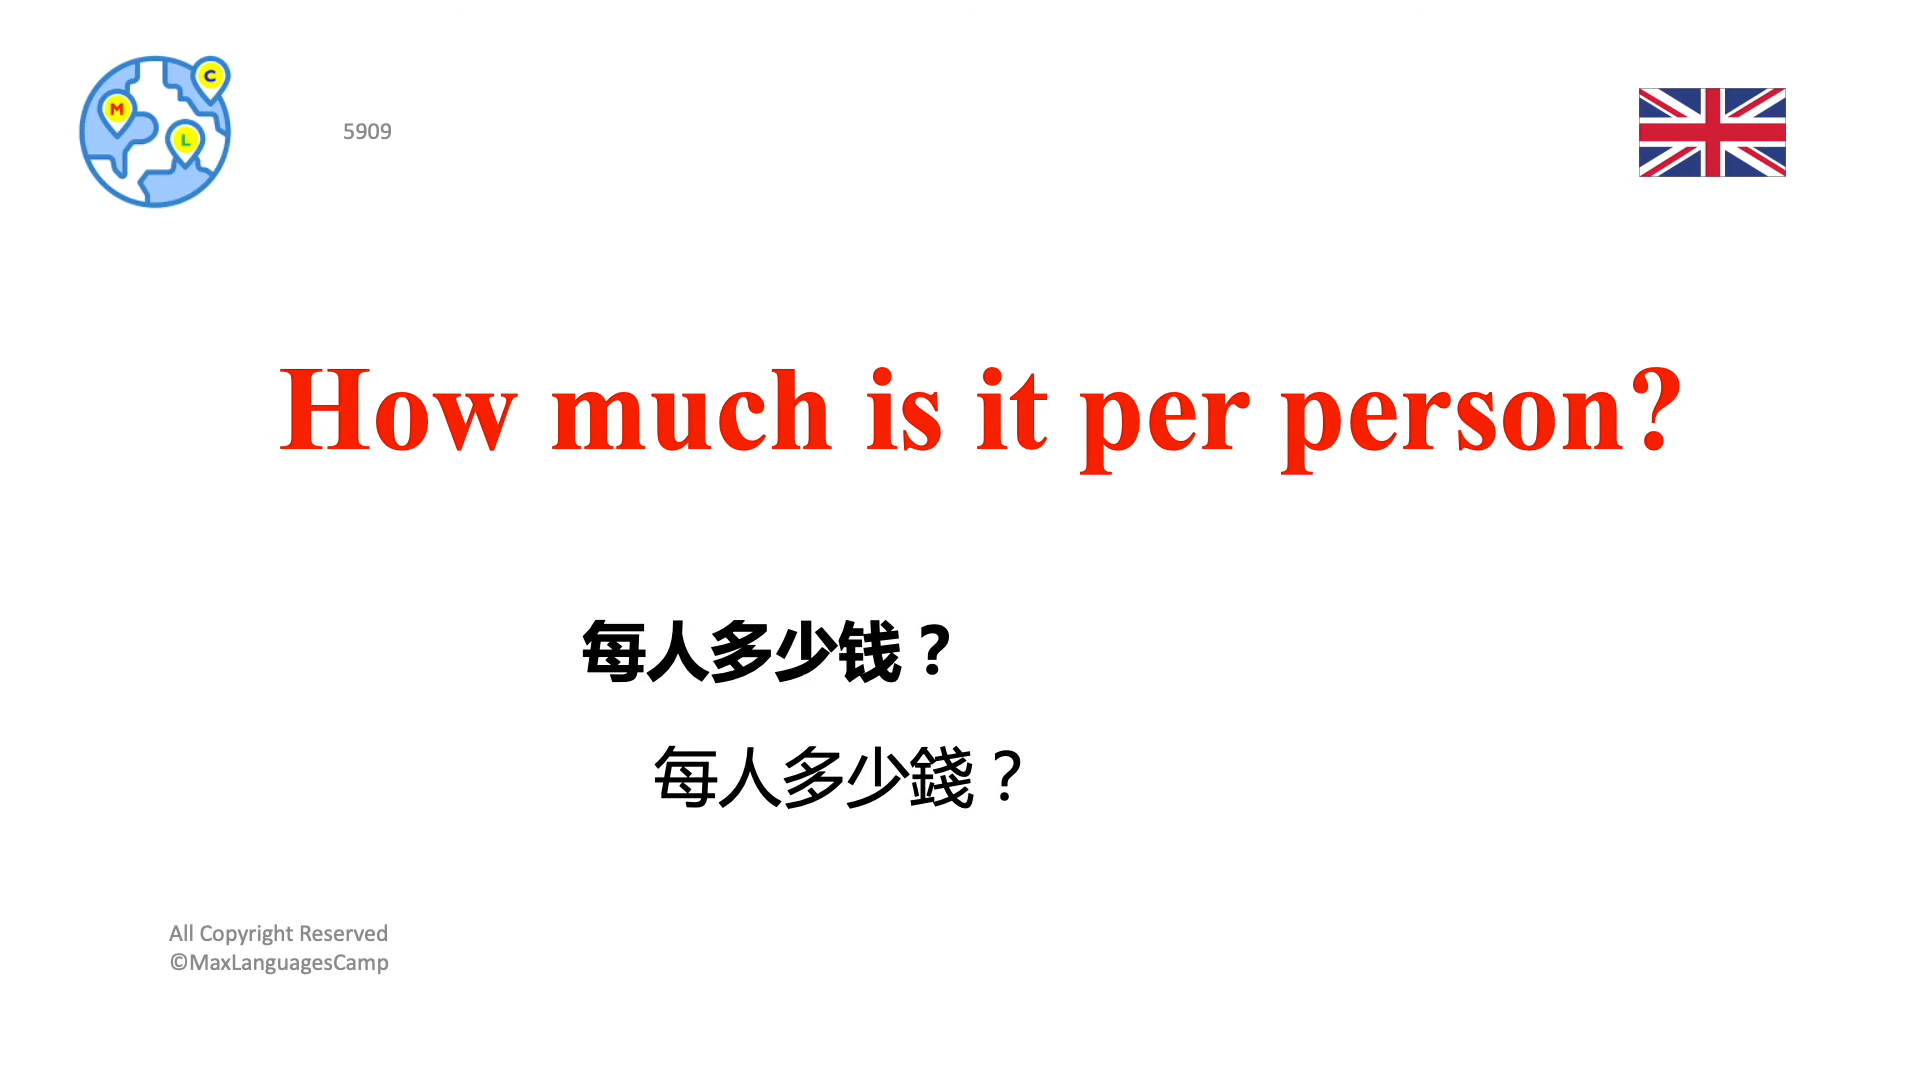 M
C
L
5909
How much is it per person?
每人多少钱？
每人多少錢？
All Copyright Reserved
©MaxLanguagesCamp